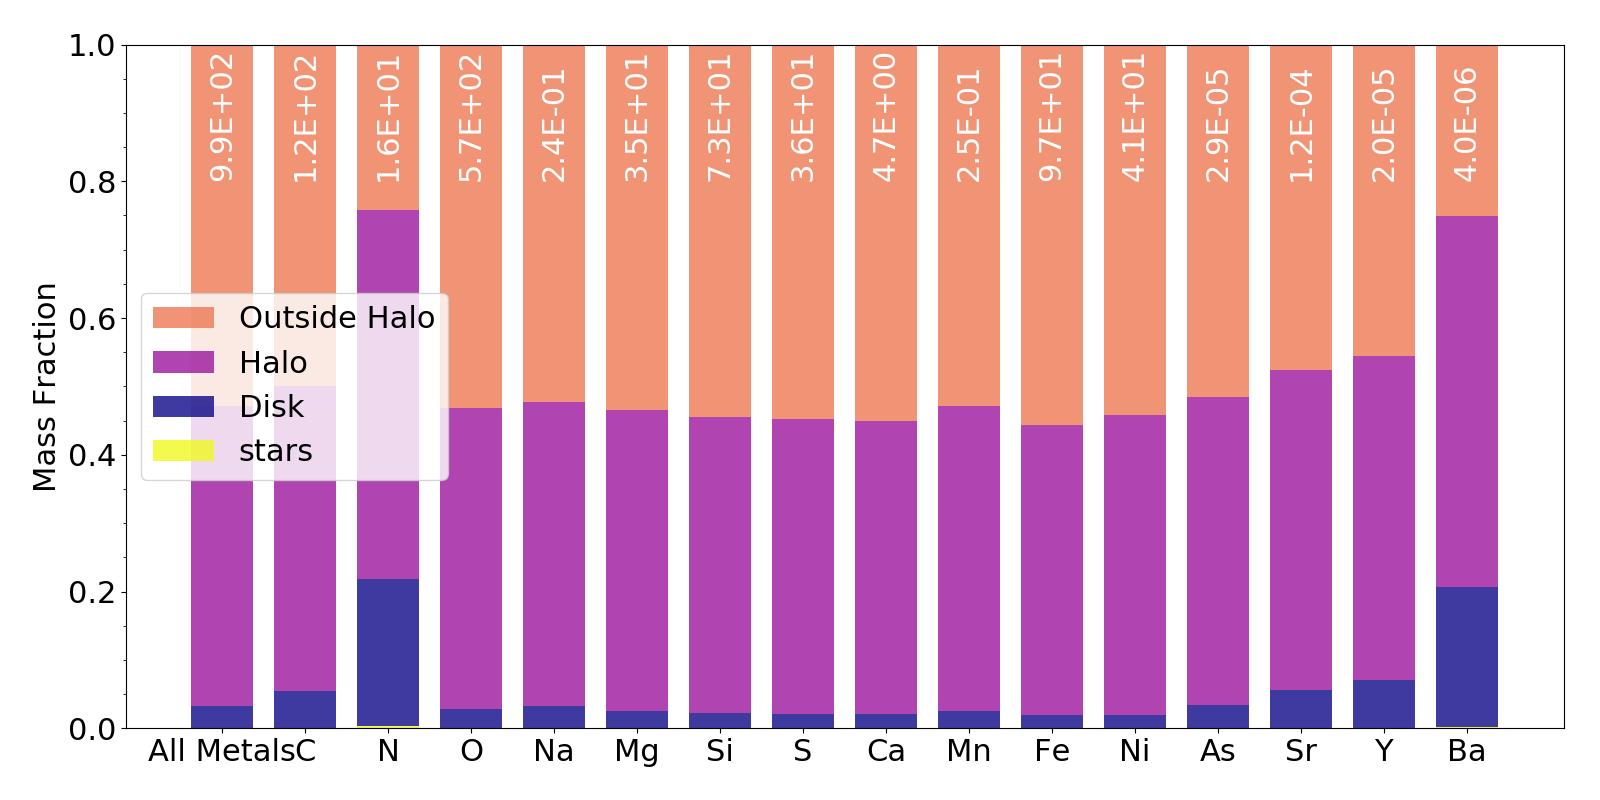 1.0
0.8
0.6
0.4
0.2
0.0
Mass Fraction
9.9E+02
1.2E+02
1.6E+01
5.7E+02
2.4E-01
3.5E+01
7.3E+01
3.6E+01
4.7E+00
2.5E-01
9.7E+01
4.1E+01
2.9E-05
1.2E-04
2.0E-05
4.0E-06
Outside Halo
Halo
Disk
stars
All Metals C N O Na Mg Si S Ca Mn Fe Ni As Sr Y Ba